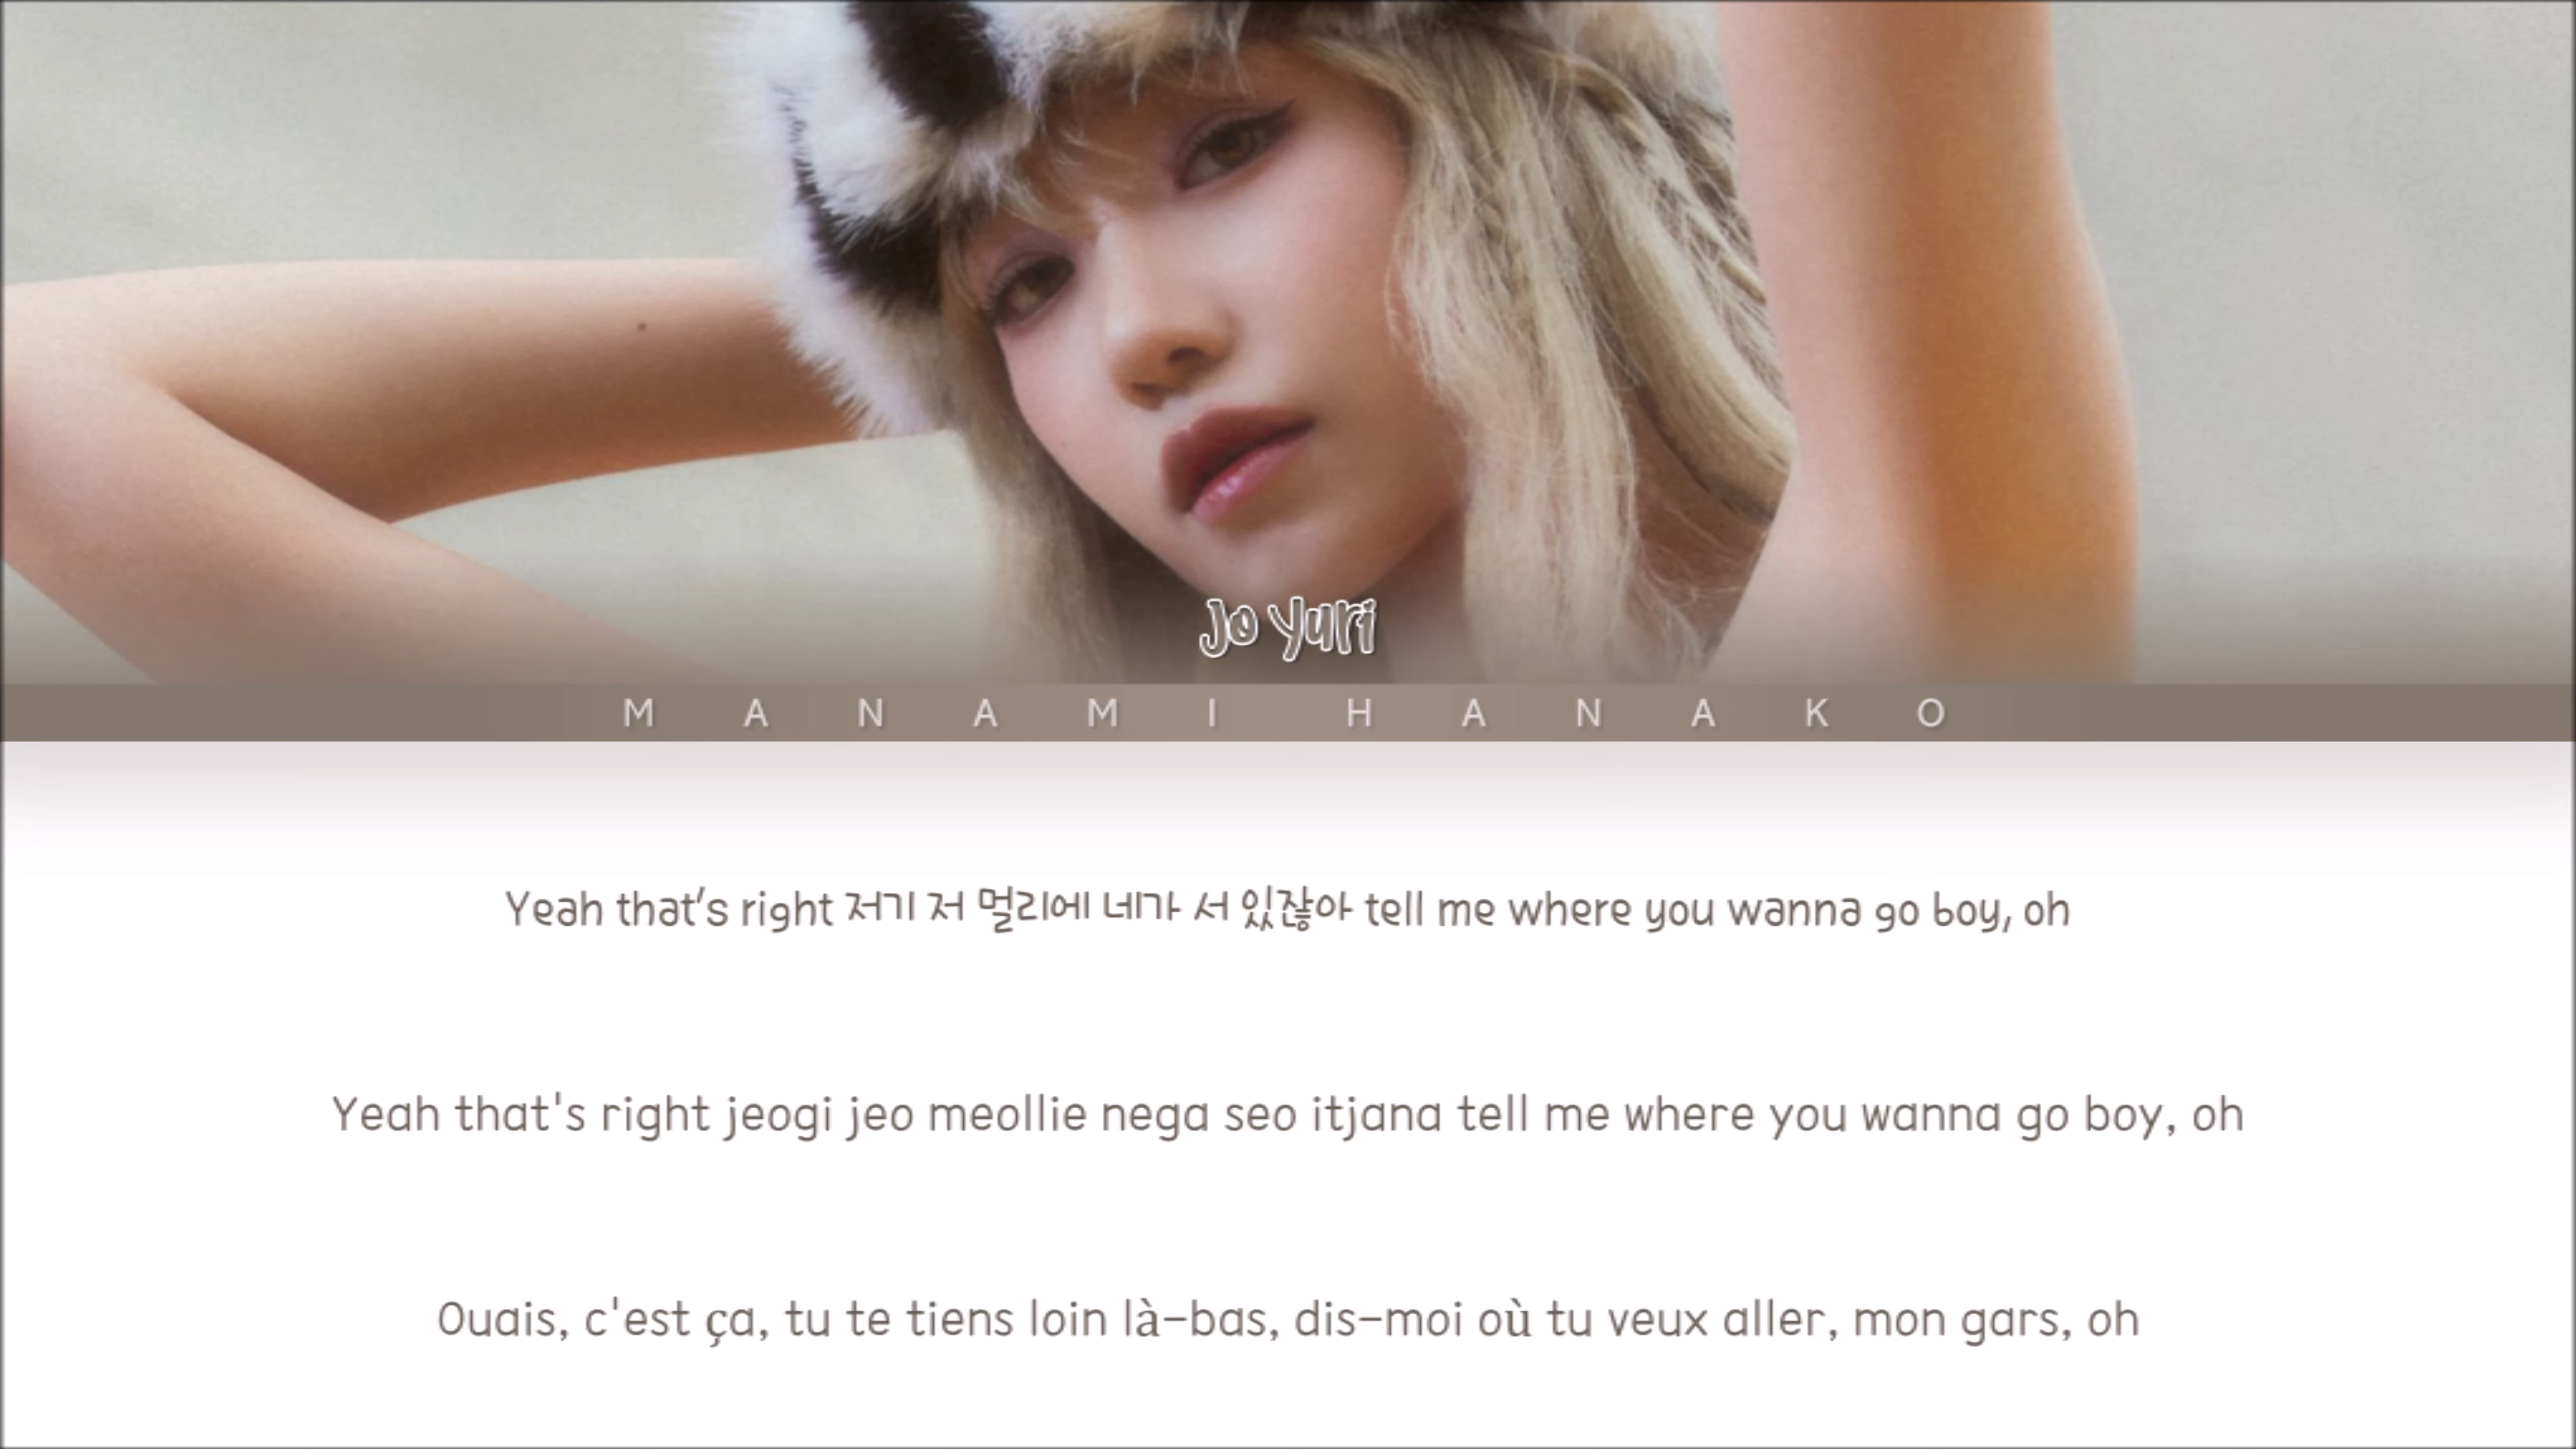 Jo Yuri
MANAMI HANAKO
Yeah that's right 저기 저 멀리에 네가 서 있잖아 tell me where you wanna go boy, oh
Yeah that's right jeogi jeo meollie nega seo itjana tell me where you wanna go boy, oh
Ouais, c'est ça, tu te tiens loin là-bas, dis-moi où tu veux aller, mon gars, oh